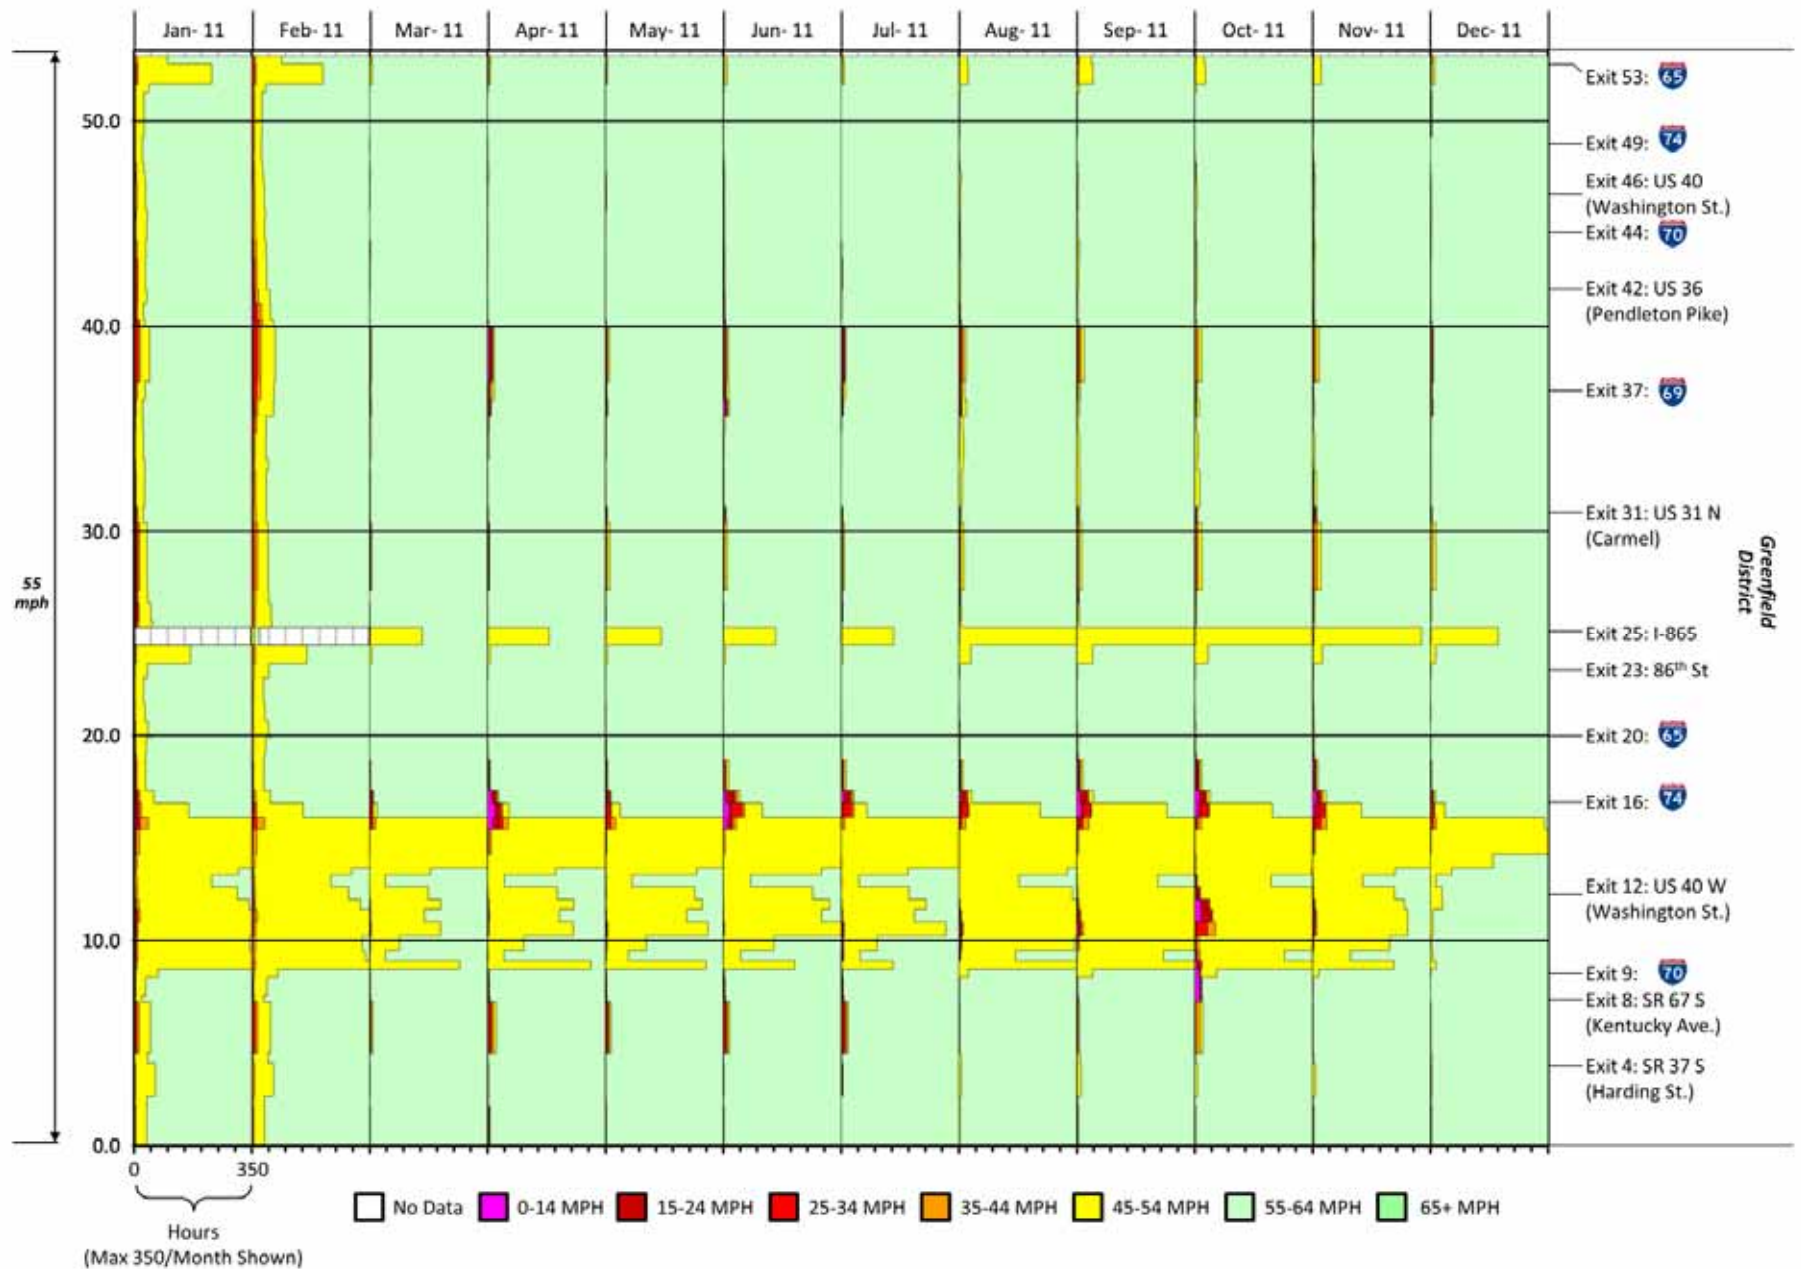 Jan- 11 Feb- 11 Mar- 11 Apr- 11 May- 11 Jun- 11 Jul- 11 Aug- 11 Sep- 11 Oct- 11 Nov- 11 Dec- 11
50.0
40.0
30.0
20.0
10.0
0.0
55
mph
Exit 53: 65
Exit 49: 74
Exit 46: US 40
(Washington St.)
Exit 44: 70
Exit 42: US 36
(Pendleton Pike)
Exit 37: 69
Exit 31: US 31 N
(Carmel)
Exit 25: I-865
Exit 23: 86th St
Exit 20: 65
Exit 16: 74
Exit 12: US 40 W
(Washington St.)
Exit 9: 70
Exit 8: SR 67 S
(Kentucky Ave.)
Exit 4: SR 37 S
(Harding St.)
Greenfield
District
0 350
Hours
(Max 350/Month Shown)
No Data 0-14 MPH 15-24 MPH 25-34 MPH 35-44 MPH 45-54 MPH 55-64 MPH 65+ MPH